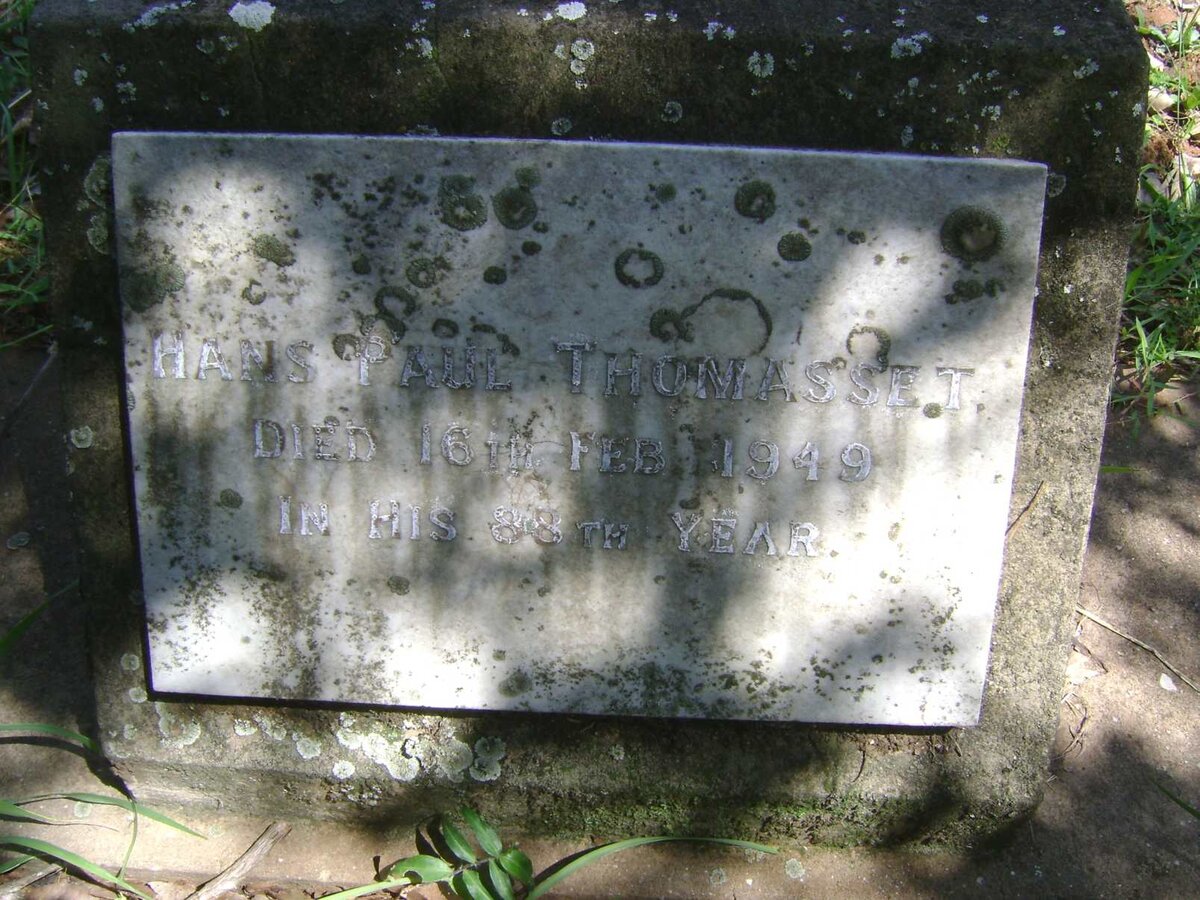 HANS PAUL THOMASSET,
DIED 16TH FEB 1949
IN HIS 88TH YEAR